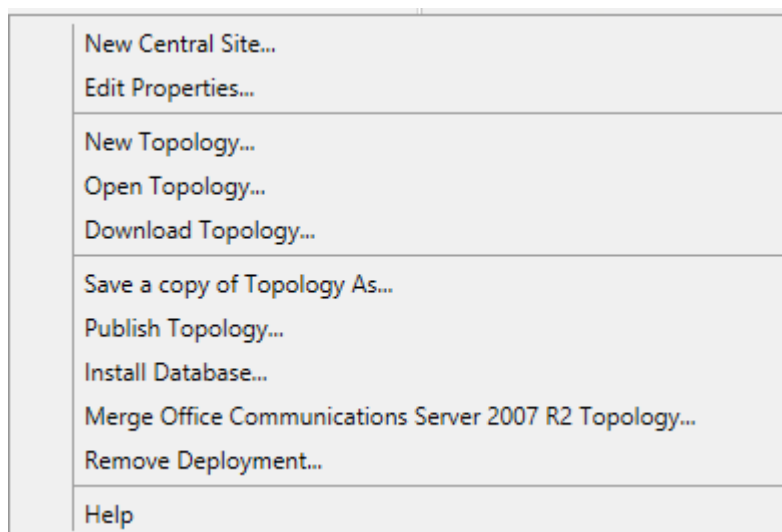 New Central Site...
Edit Properties...
New Topology...
Open Topology...
Download Topology...
Save a copy of Topology As...
Publish Topology...
Install Database...
Merge Office Communications Server 2007 R2 Topology...
Remove Deployment...
Help